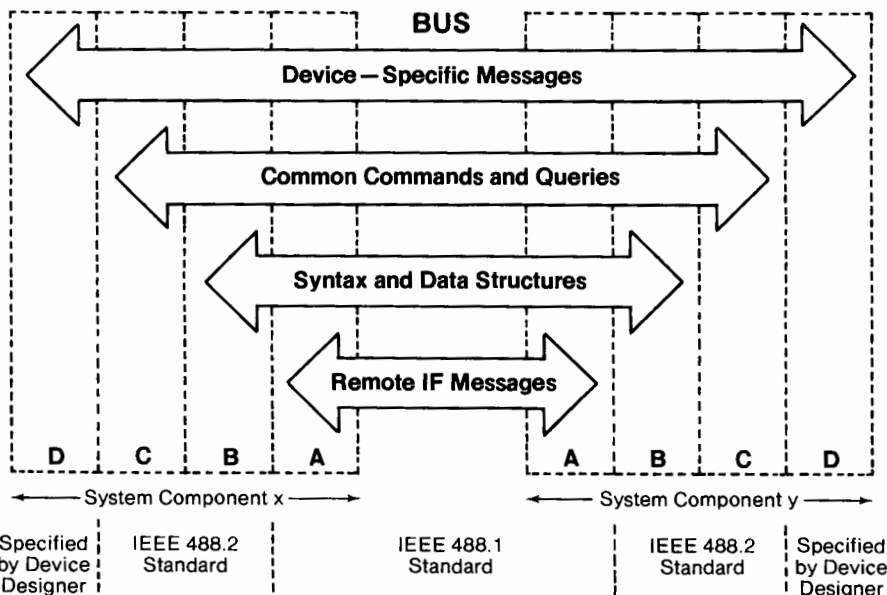 BUS
Device—Specific Messages
Common Commands and Queries
Syntax and Data Structures
Remote IF Messages
D C B A A B C D
System Component x System Component y
Specified IEEE 488.2 IEEE 488.1 IEEE 488.2 Specified
by Device Standard Standard Standard by Device
Designer Designer